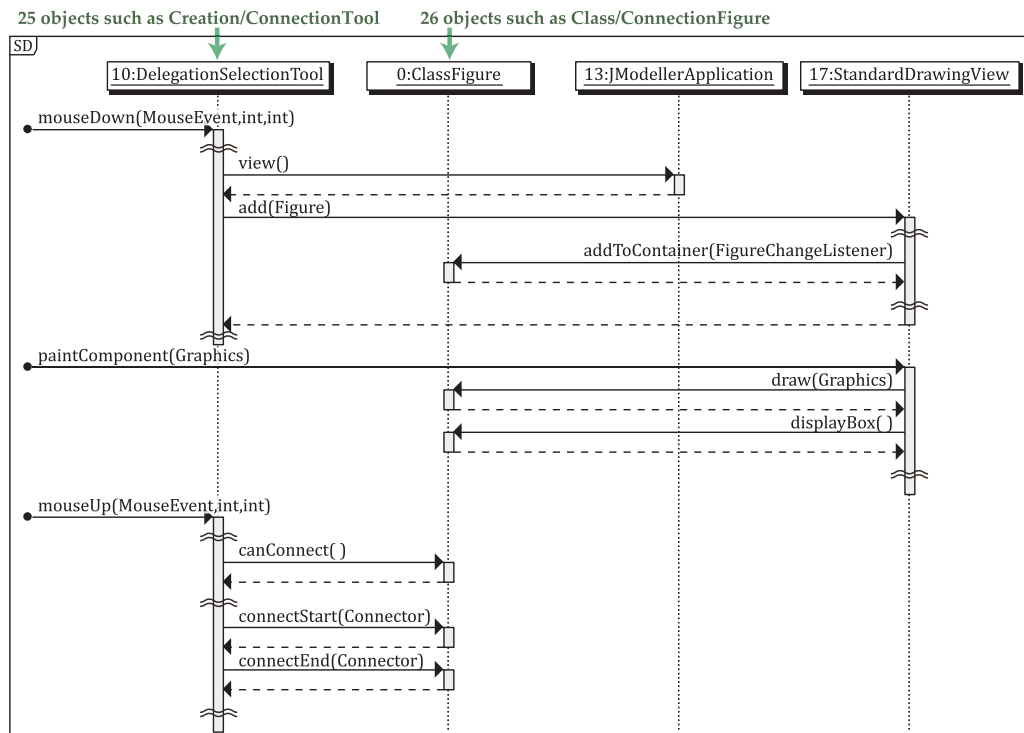 25 objects such as Creation/ConnectionTool
26 objects such as Class/ConnectionFigure
SD
10:DelegationSelectionTool
0:ClassFigure
13:JModellerApplication
17:StandardDrawingView
mouseDown(MouseEvent,int,int)
view()
add(Figure)
addToContainer(FigureChangeListener)
paintComponent(Graphics)
draw(Graphics)
displayBox( )
mouseUp(MouseEvent,int,int)
canConnect( )
connectStart(Connector)
connectEnd(Connector)